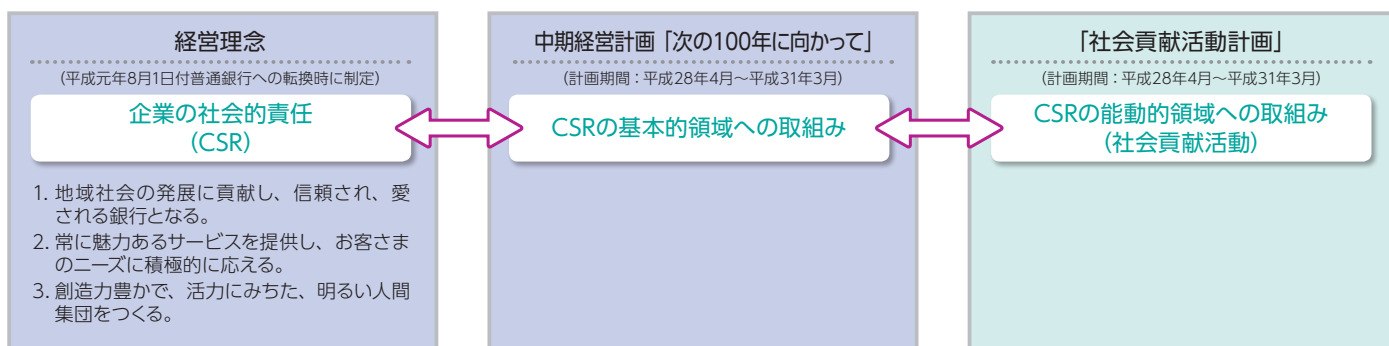 経営理念
(平成元年8月1日付普通銀行への転換時に制定)
企業の社会的責任
(CSR)
1. 地域社会の発展に貢献し、信頼され、愛
される銀行となる。
2. 常に魅力あるサービスを提供し、お客さま
のニーズに積極的に応える。
3. 創造力豊かで、活力にみちた、明るい人間
集団をつくる。
中期経営計画「次の100年に向かって」
(計画期間：平成28年4月～平成31年3月)
CSRの基本的領域への取組み
「社会貢献活動計画」
(計画期間：平成28年4月～平成31年3月)
CSRの能動的領域への取組み
(社会貢献活動)